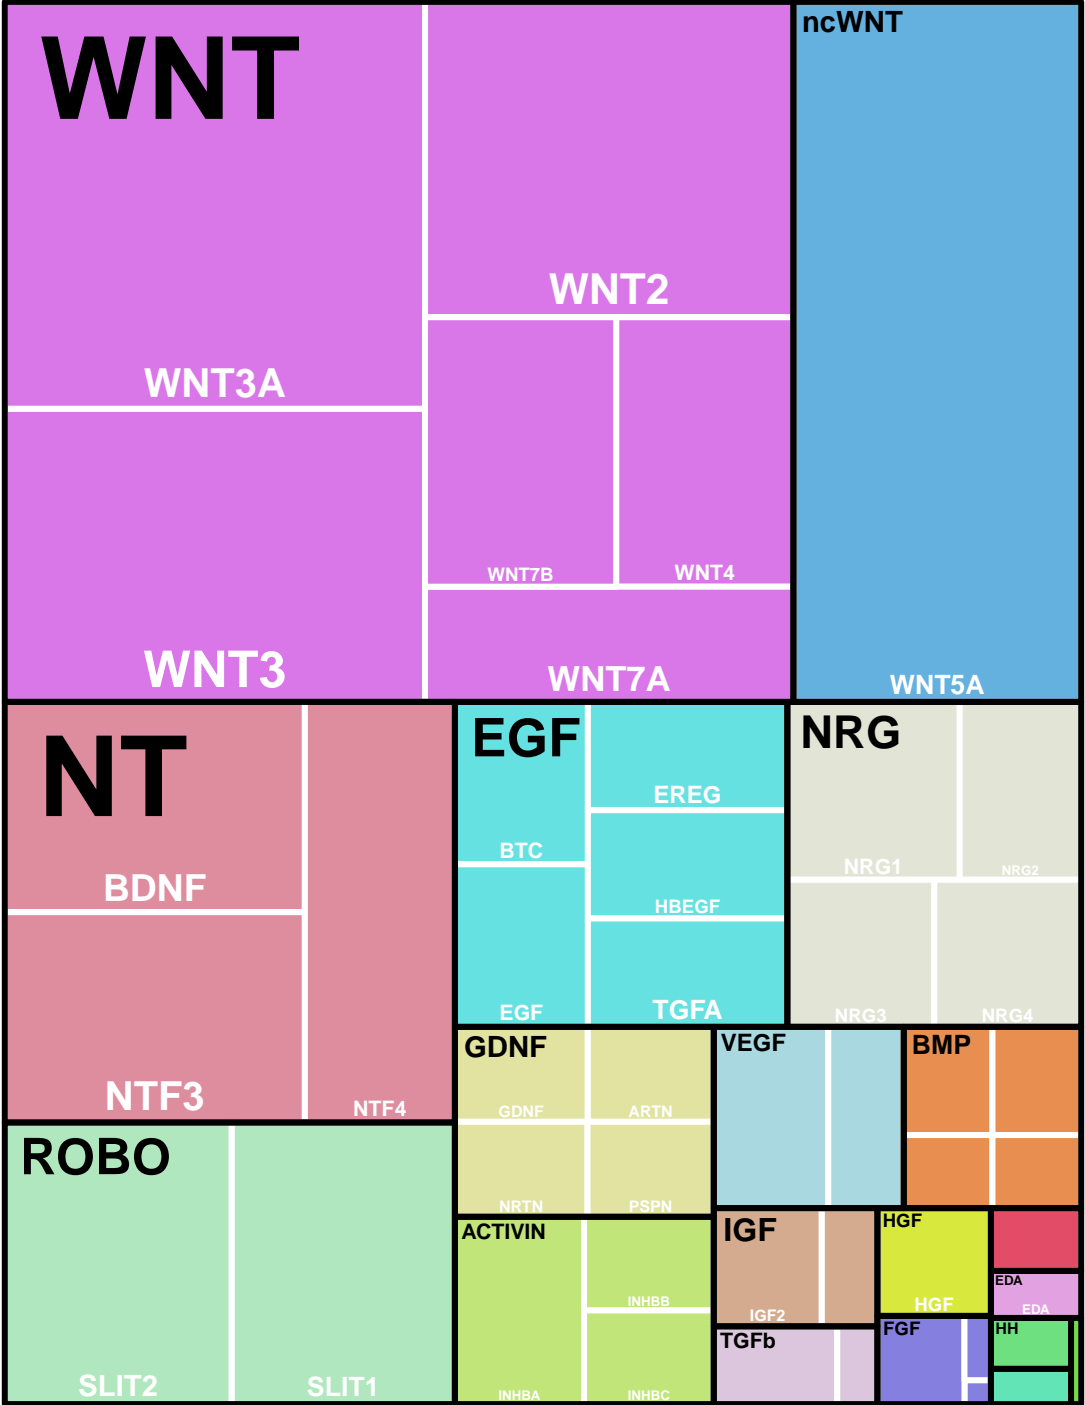 WNT
WNT3A
WNT3
WNT2
WNT7B
WNT4
WNT7A
ncWNT
WNT5A
NT
BDNF
NTF3
NTF4
ROBO
SLIT2
SLIT1
EGF
BTC
EGF
EREG
HBEGF
TGFA
NRG
NRG1
NRG2
NRG3
NRG4
GDNF
GDNF
ARTN
NRTN
PSPN
ACTIVIN
INHBA
INHBB
INHBC
VEGF
BMP
IGF
IGF2
TGFb
HGF
HGF
FGF
EDA
EDA
HH